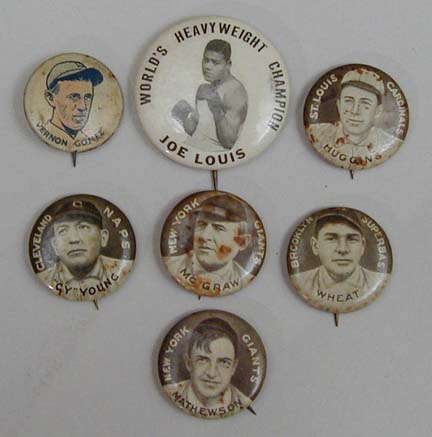 VERNON GOMEZ
WORLD'S HEAVYWEIGHT CHAMPION
JOE LOUIS
ST. LOUIS CARDINALS
HUGGINS
CLEVELAND NAPS
"CY" YOUNG
NEW YORK GIANTS
McGRAW
BROOKLYN SUPERBAS
WHEAT
NEW YORK GIANTS
MATHEWSON